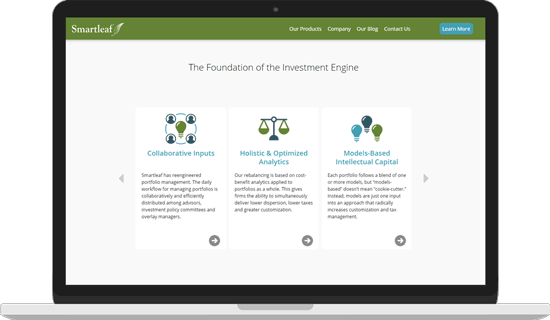 Smartleaf
Our Products Company Our Blog Contact Us Learn More
The Foundation of the Investment Engine
Collaborative Inputs
Smartleaf has reengineered
portfolio management. The daily
workflow for managing portfolios is
collaboratively and efficiently
distributed among advisors,
investment policy committees and
overlay managers.
Holistic & Optimized
Analytics
Our rebalancing is based on cost-
benefit analytics applied to
portfolios as a whole. This gives
firms the ability to simultaneously
deliver lower dispersion, lower taxes
and greater customization.
Models-Based
Intellectual Capital
Each portfolio follows a blend of one
or more models, but "models-
based" doesn't mean "cookie-cutter."
Instead, models are just one input
into an approach that radically
increases customization and tax
management.